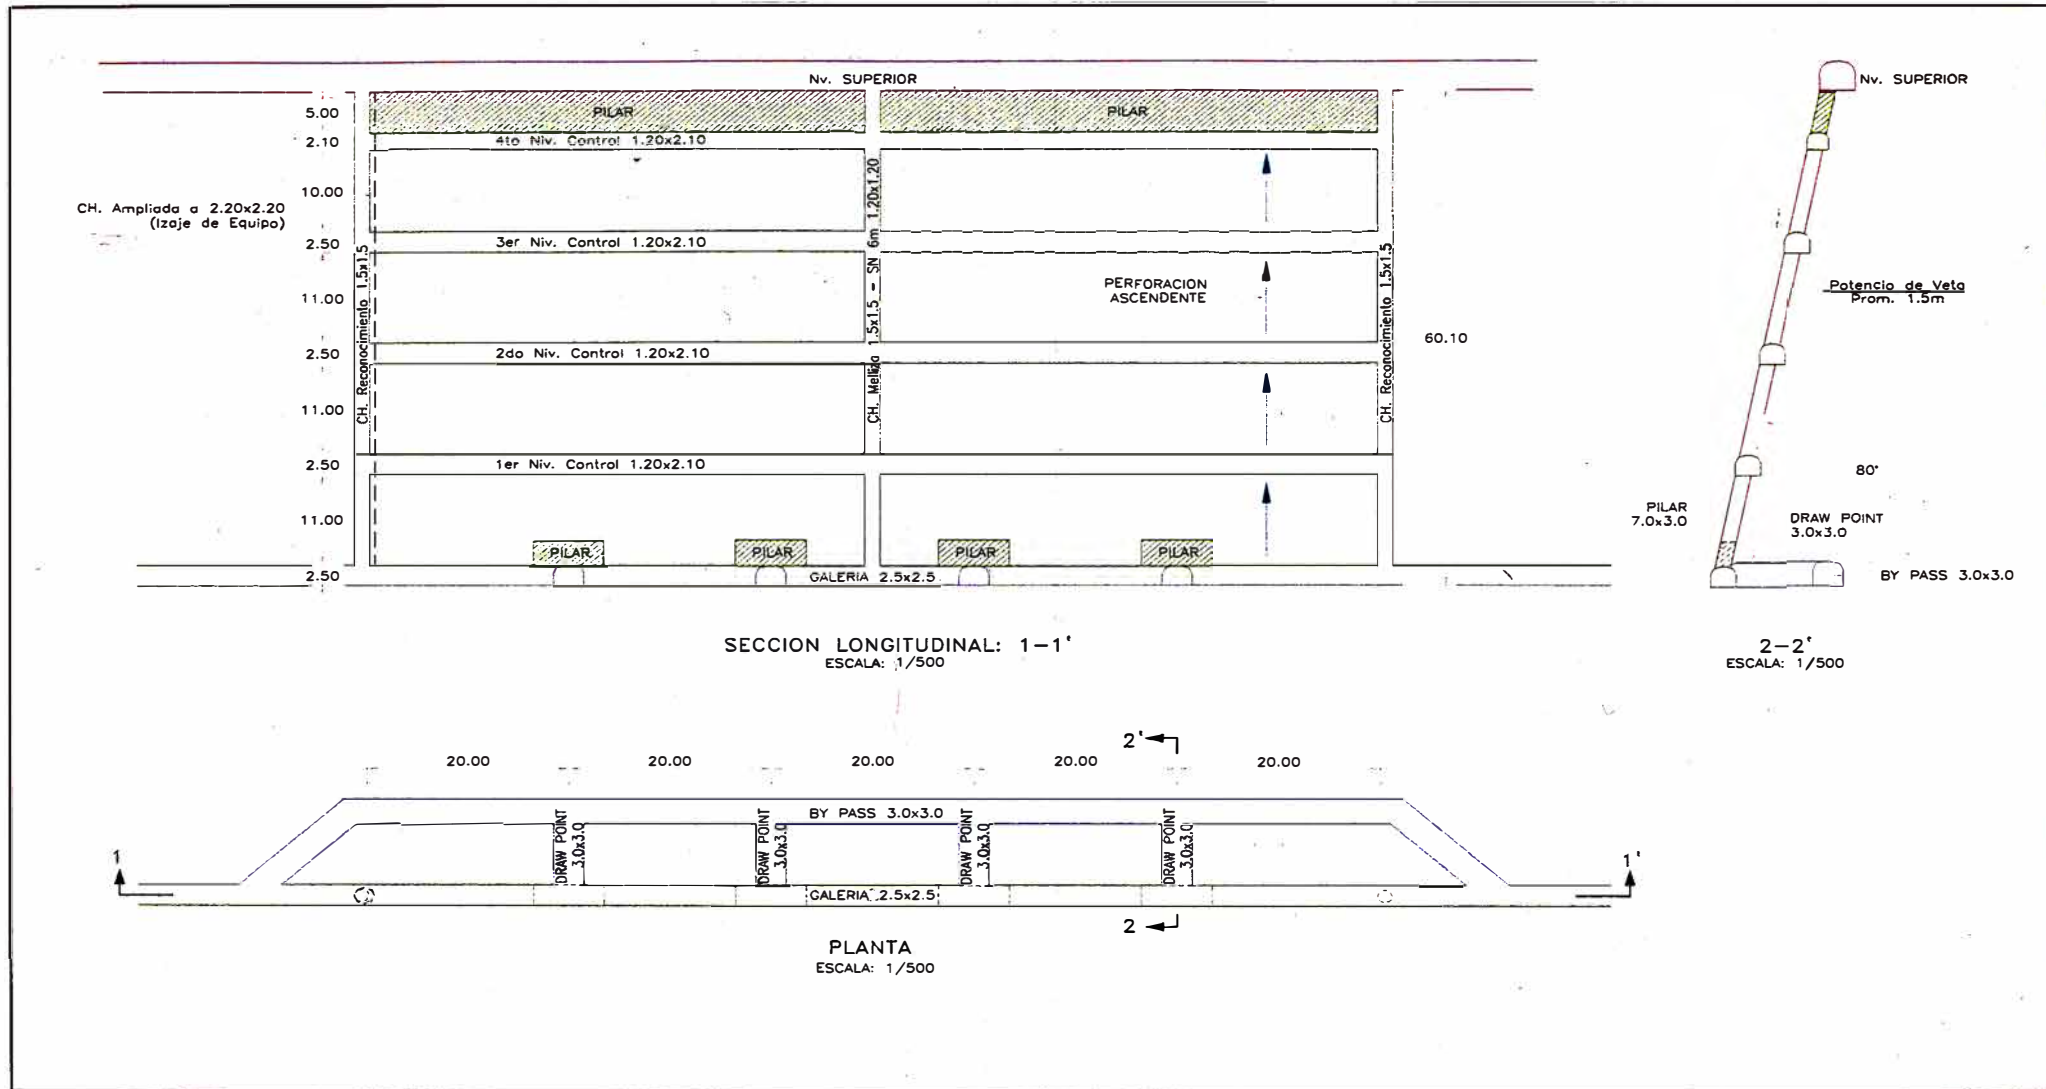 Nv. SUPERIOR
Nv. SUPERIOR
5.00
PILAR
PILAR
2.10
4to Niv. Control 1.20x2.10
10.00
CH. Ampliada a 2.20x2.20
(Izaje de Equipo)
2.50
3er Niv. Control 1.20x2.10
CH. Reconocimiento 1.5x1.5
CH. Melliza 1.5x1.5 - SN 6m 1.20x1.20
CH. Reconocimiento 1.5x1.5
11.00
PERFORACION
ASCENDENTE
Potencio de Veta
Prom. 1.5m
60.10
2.50
2do Niv. Control 1.20x2.10
11.00
2.50
1er Niv. Control 1.20x2.10
80°
11.00
PILAR
7.0x3.0
DRAW POINT
3.0x3.0
PILAR
PILAR
PILAR
PILAR
2.50
GALERIA 2.5x2.5
BY PASS 3.0x3.0
SECCION LONGITUDINAL: 1-1'
ESCALA: 1/500
2-2'
ESCALA: 1/500
2'
20.00
20.00
20.00
20.00
20.00
BY PASS 3.0x3.0
DRAW POINT
3.0x3.0
DRAW POINT
3.0x3.0
DRAW POINT
3.0x3.0
DRAW POINT
3.0x3.0
1
1'
GALERIA 2.5x2.5
2
PLANTA
ESCALA: 1/500